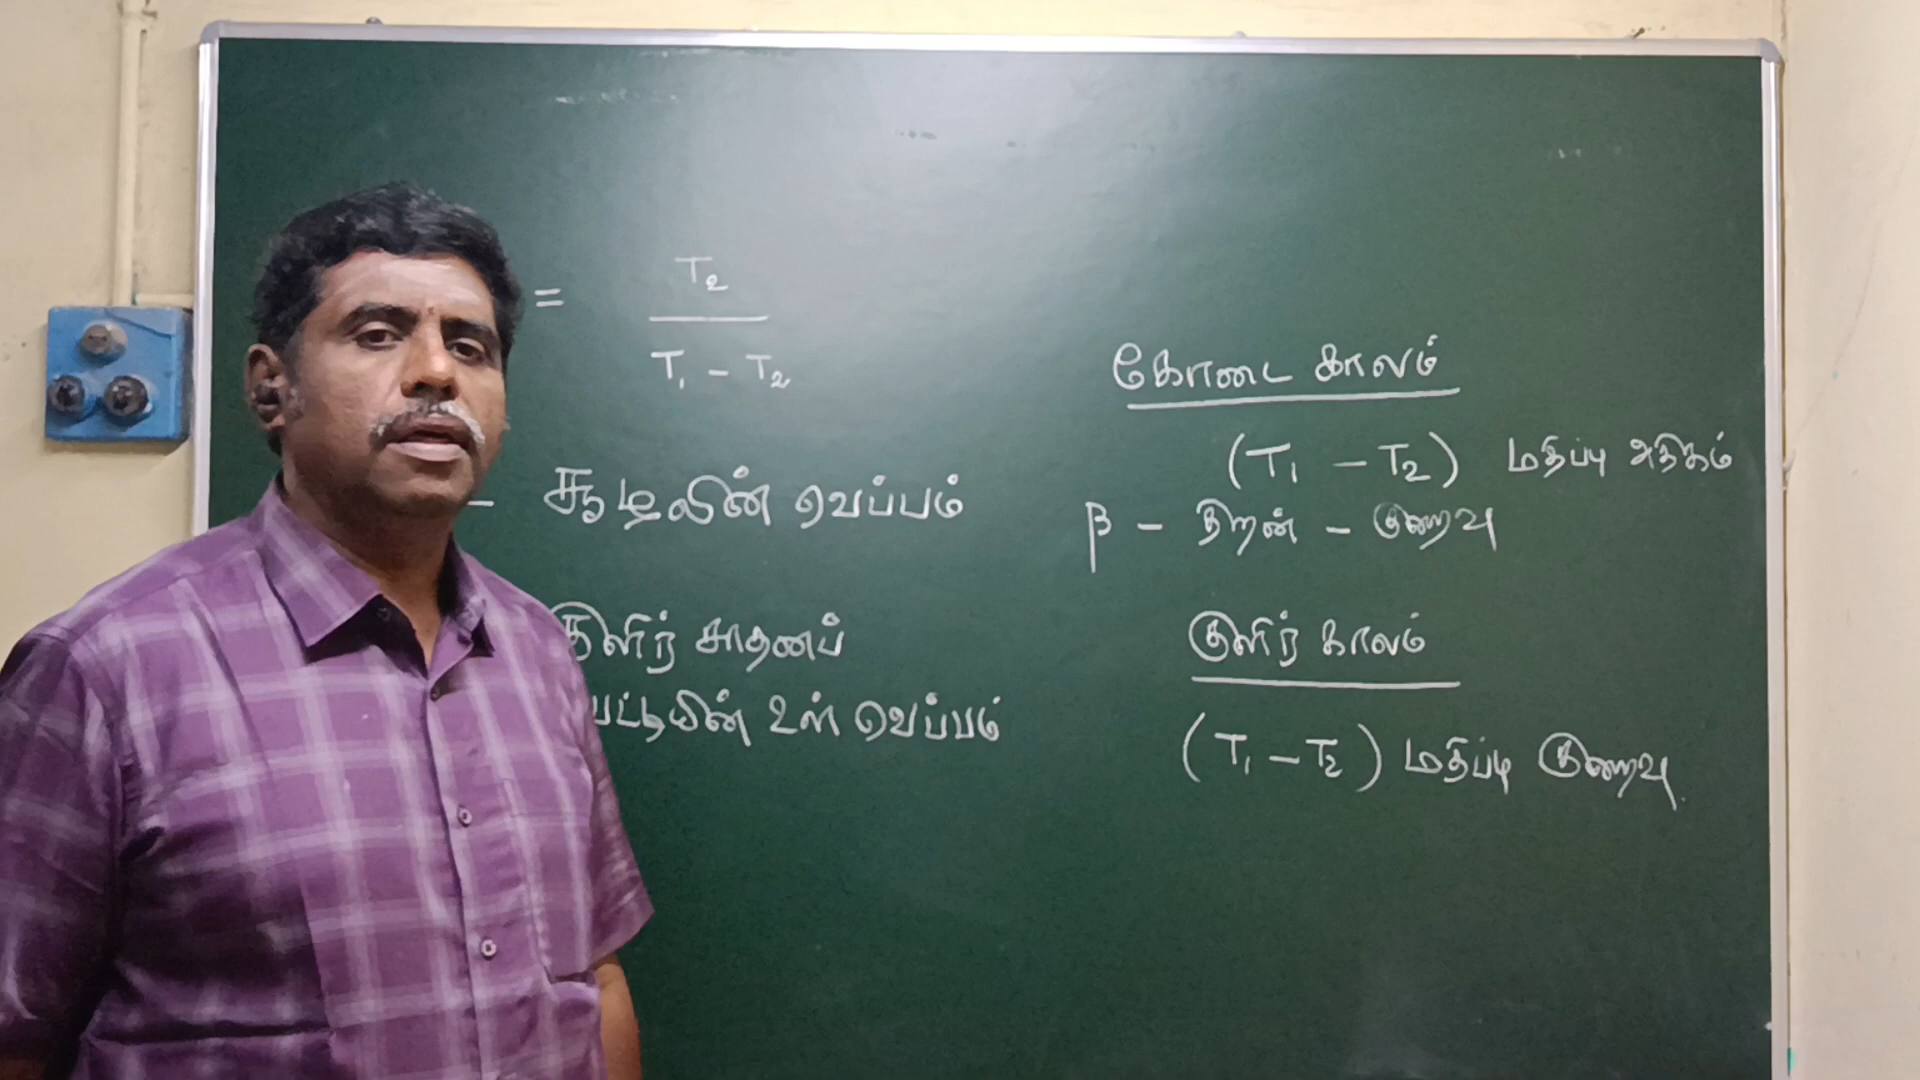 = T₂
T₁ - T₂
- சூழலின் வெப்பம்
குளிர் சாதனப்
பெட்டியின் உள் வெப்பம்
கோடை காலம்
(T₁ - T₂) மதிப்பு அதிகம்
β - திறன் - குறைவு
குளிர் காலம்
(T₁ - T₂) மதிப்பு குறைவு.